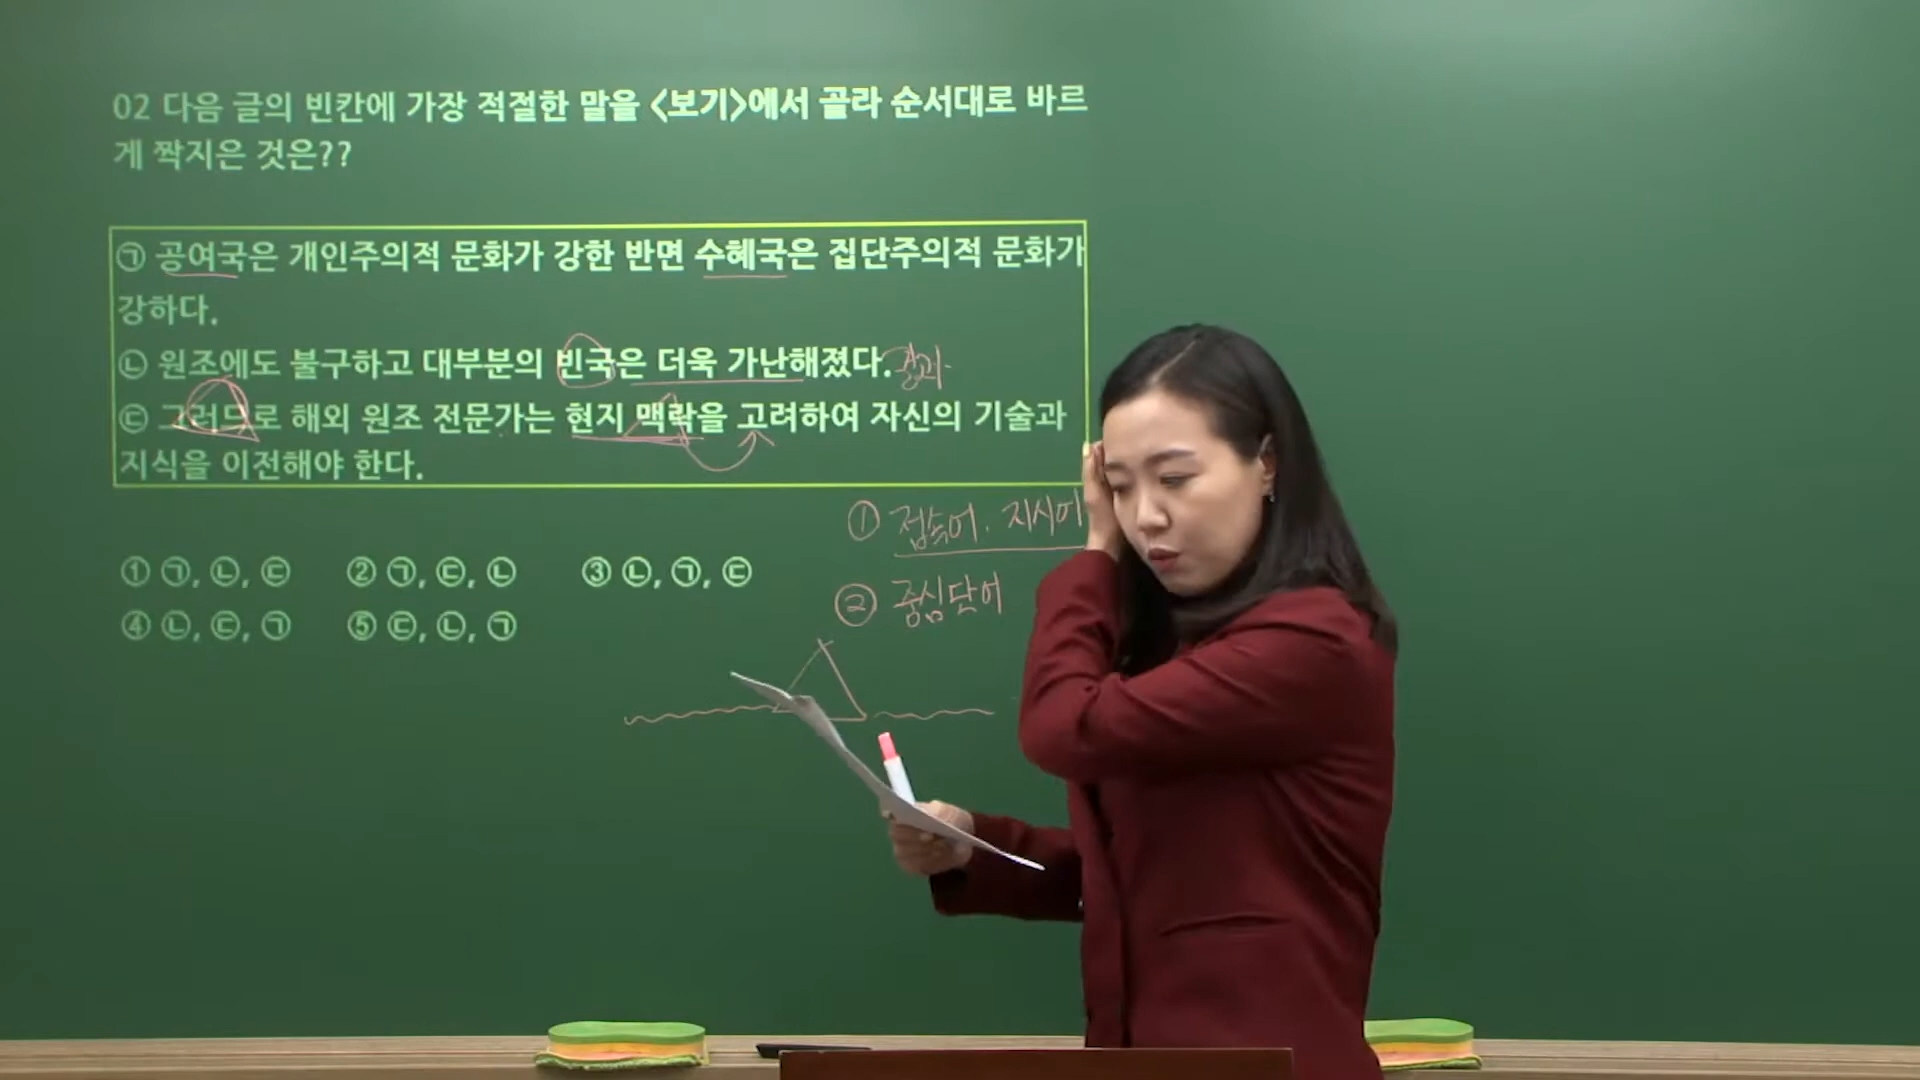 02 다음 글의 빈칸에 가장 적절한 말을 <보기>에서 골라 순서대로 바르
게 짝지은 것은??
㉠ 공여국은 개인주의적 문화가 강한 반면 수혜국은 집단주의적 문화가
강하다.
㉡ 원조에도 불구하고 대부분의 빈국은 더욱 가난해졌다. 결과
㉢ 그러므로 해외 원조 전문가는 현지 맥락을 고려하여 자신의 기술과
지식을 이전해야 한다.
① 접속어. 지시어
② 중심단어
① ㉠, ㉡, ㉢ ② ㉠, ㉢, ㉡ ③ ㉡, ㉠, ㉢
④ ㉡, ㉢, ㉠ ⑤ ㉢, ㉡, ㉠